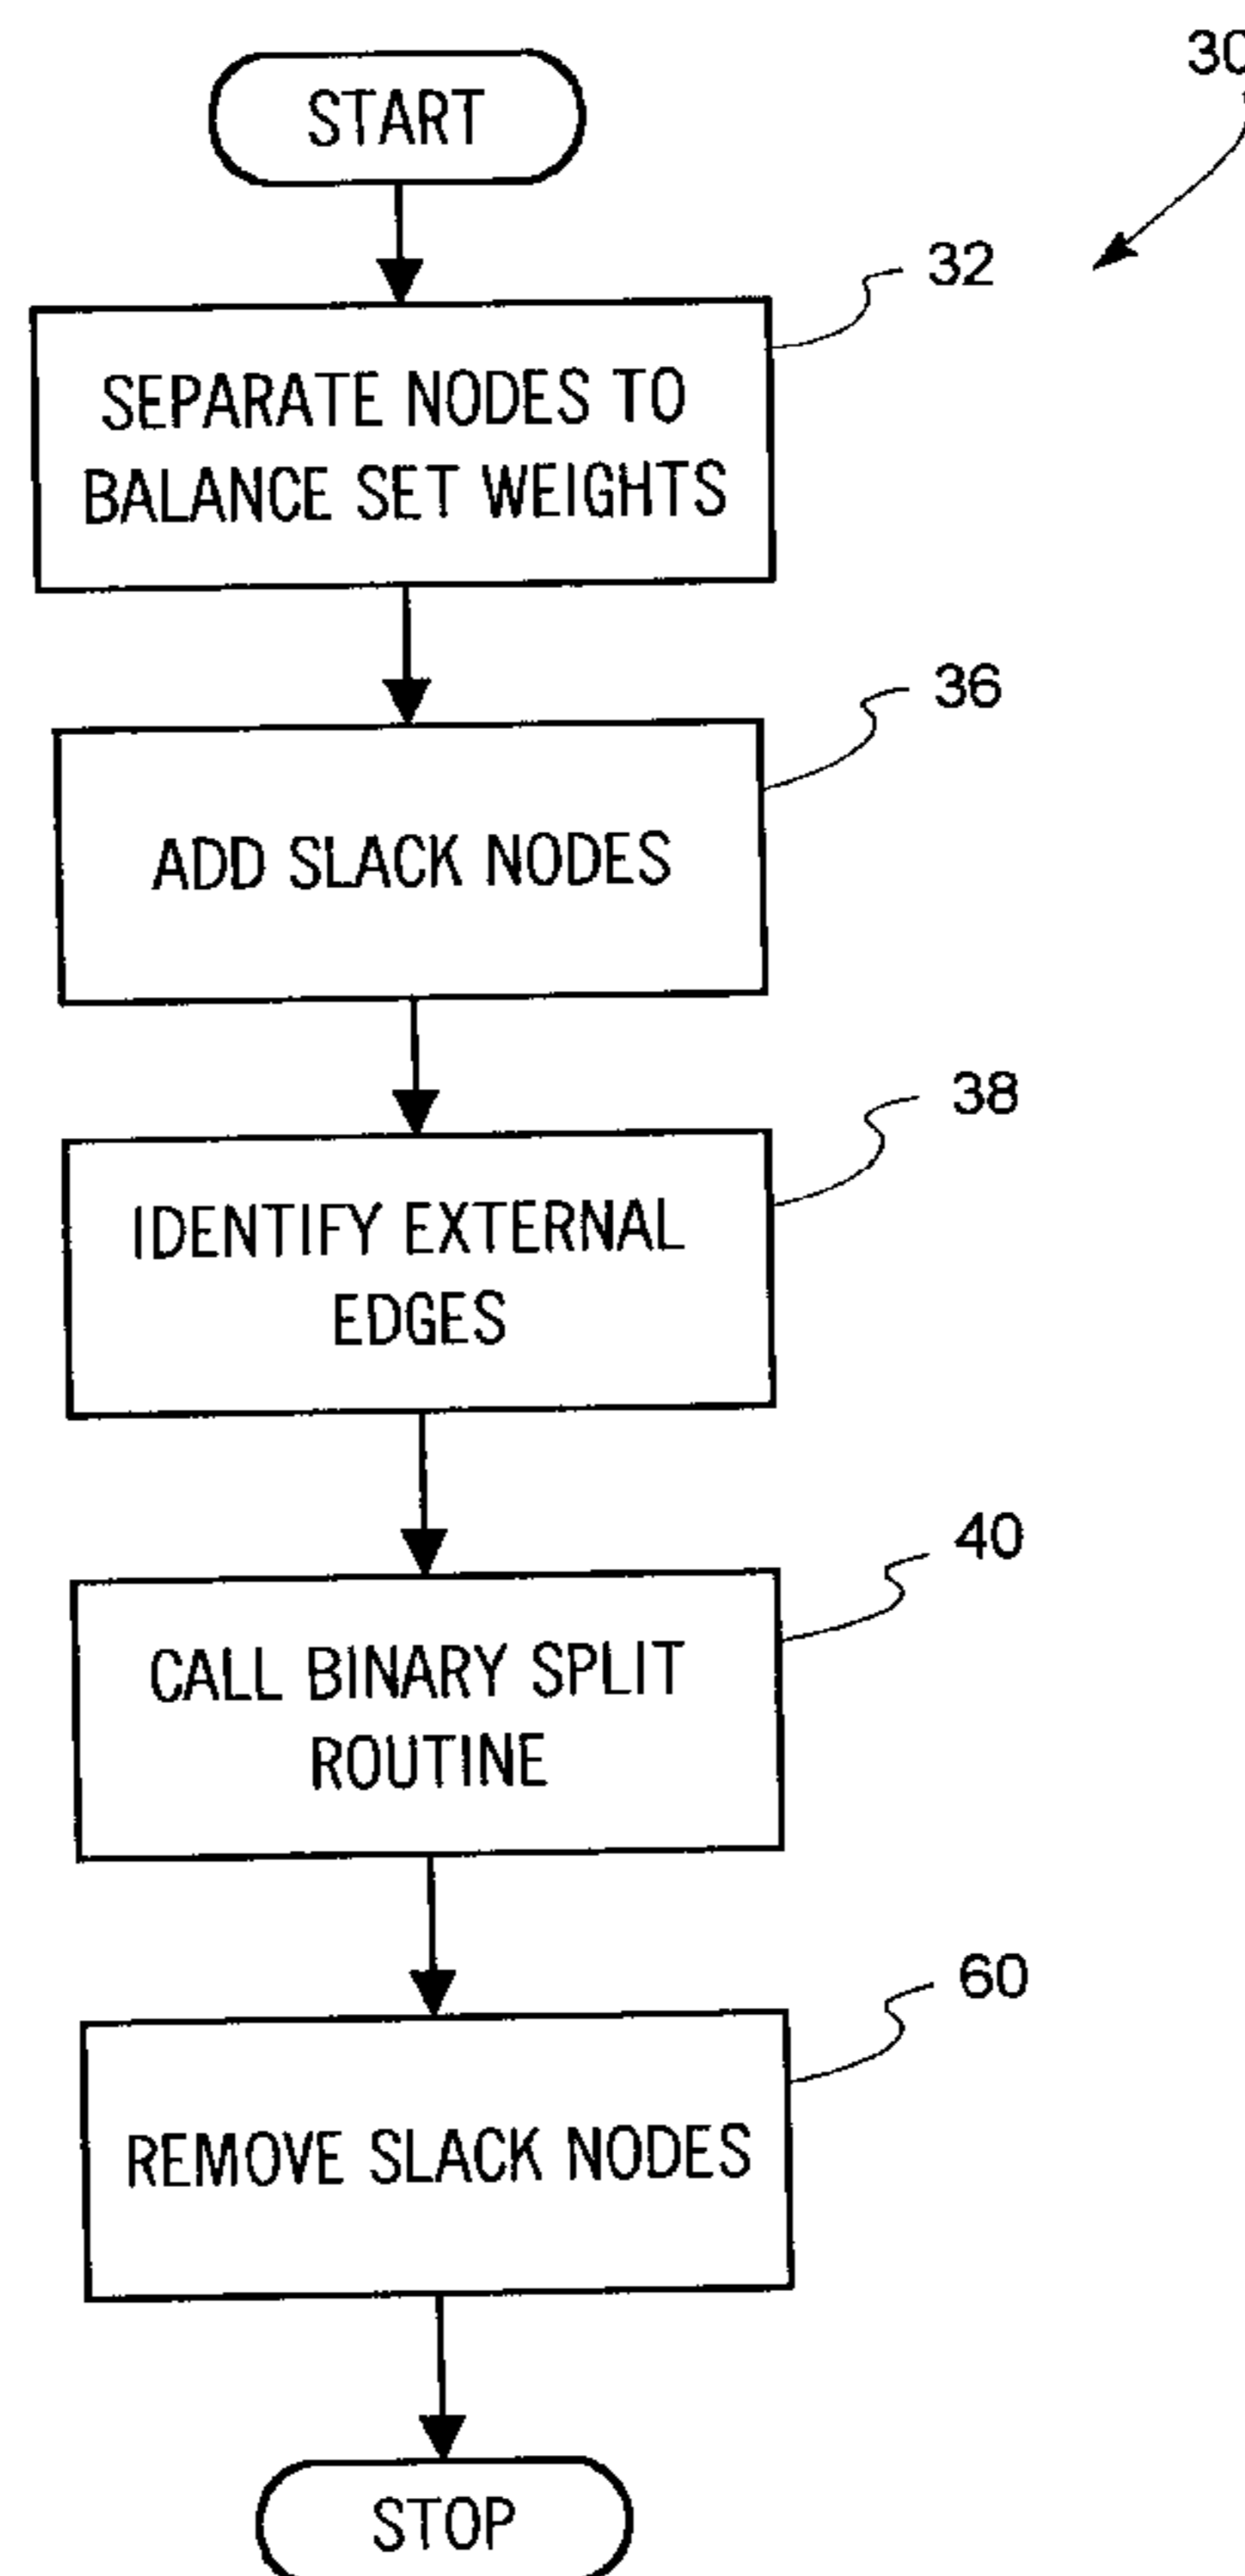 START
30
32
SEPARATE NODES TO
BALANCE SET WEIGHTS
36
ADD SLACK NODES
38
IDENTIFY EXTERNAL
EDGES
40
CALL BINARY SPLIT
ROUTINE
60
REMOVE SLACK NODES
STOP